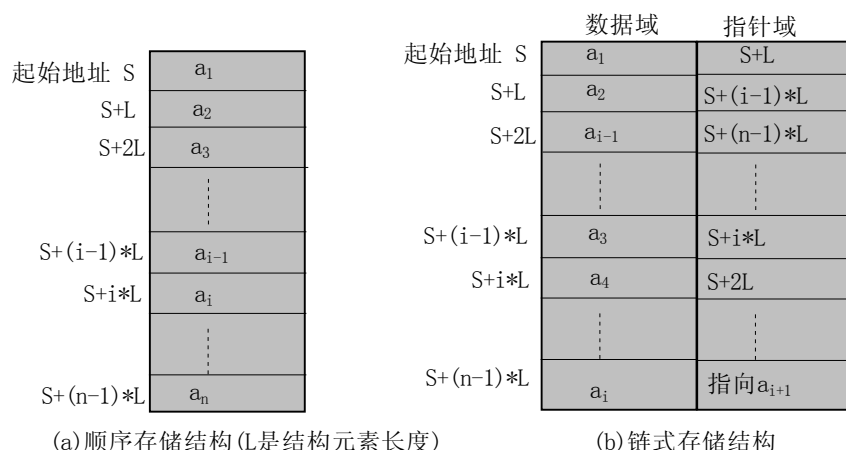 起始地址 S a₁
S+L a₂
S+2L a₃
S+(i-1)*L aᵢ₋₁
S+i*L aᵢ
S+(n-1)*L aₙ
(a)顺序存储结构(L是结构元素长度)
数据域 指针域
起始地址 S a₁ S+L
S+L a₂ S+(i-1)*L
S+2L aᵢ₋₁ S+(n-1)*L
S+(i-1)*L a₃ S+i*L
S+i*L a₄ S+2L
S+(n-1)*L aᵢ 指向aᵢ₊₁
(b)链式存储结构